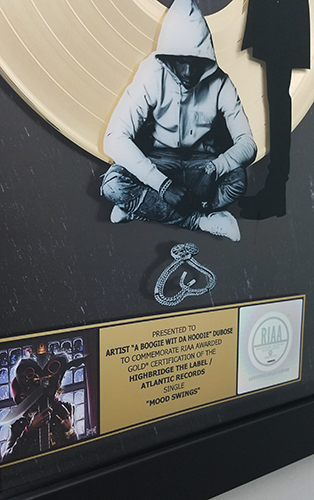 PRESENTED TO
ARTIST "A BOOGIE WIT DA HOODIE" DUBOSE
TO COMMEMORATE RIAA AWARDED
GOLD® CERTIFICATION OF THE
HIGHBRIDGE THE LABEL /
ATLANTIC RECORDS
SINGLE
"MOOD SWINGS"
RIAA